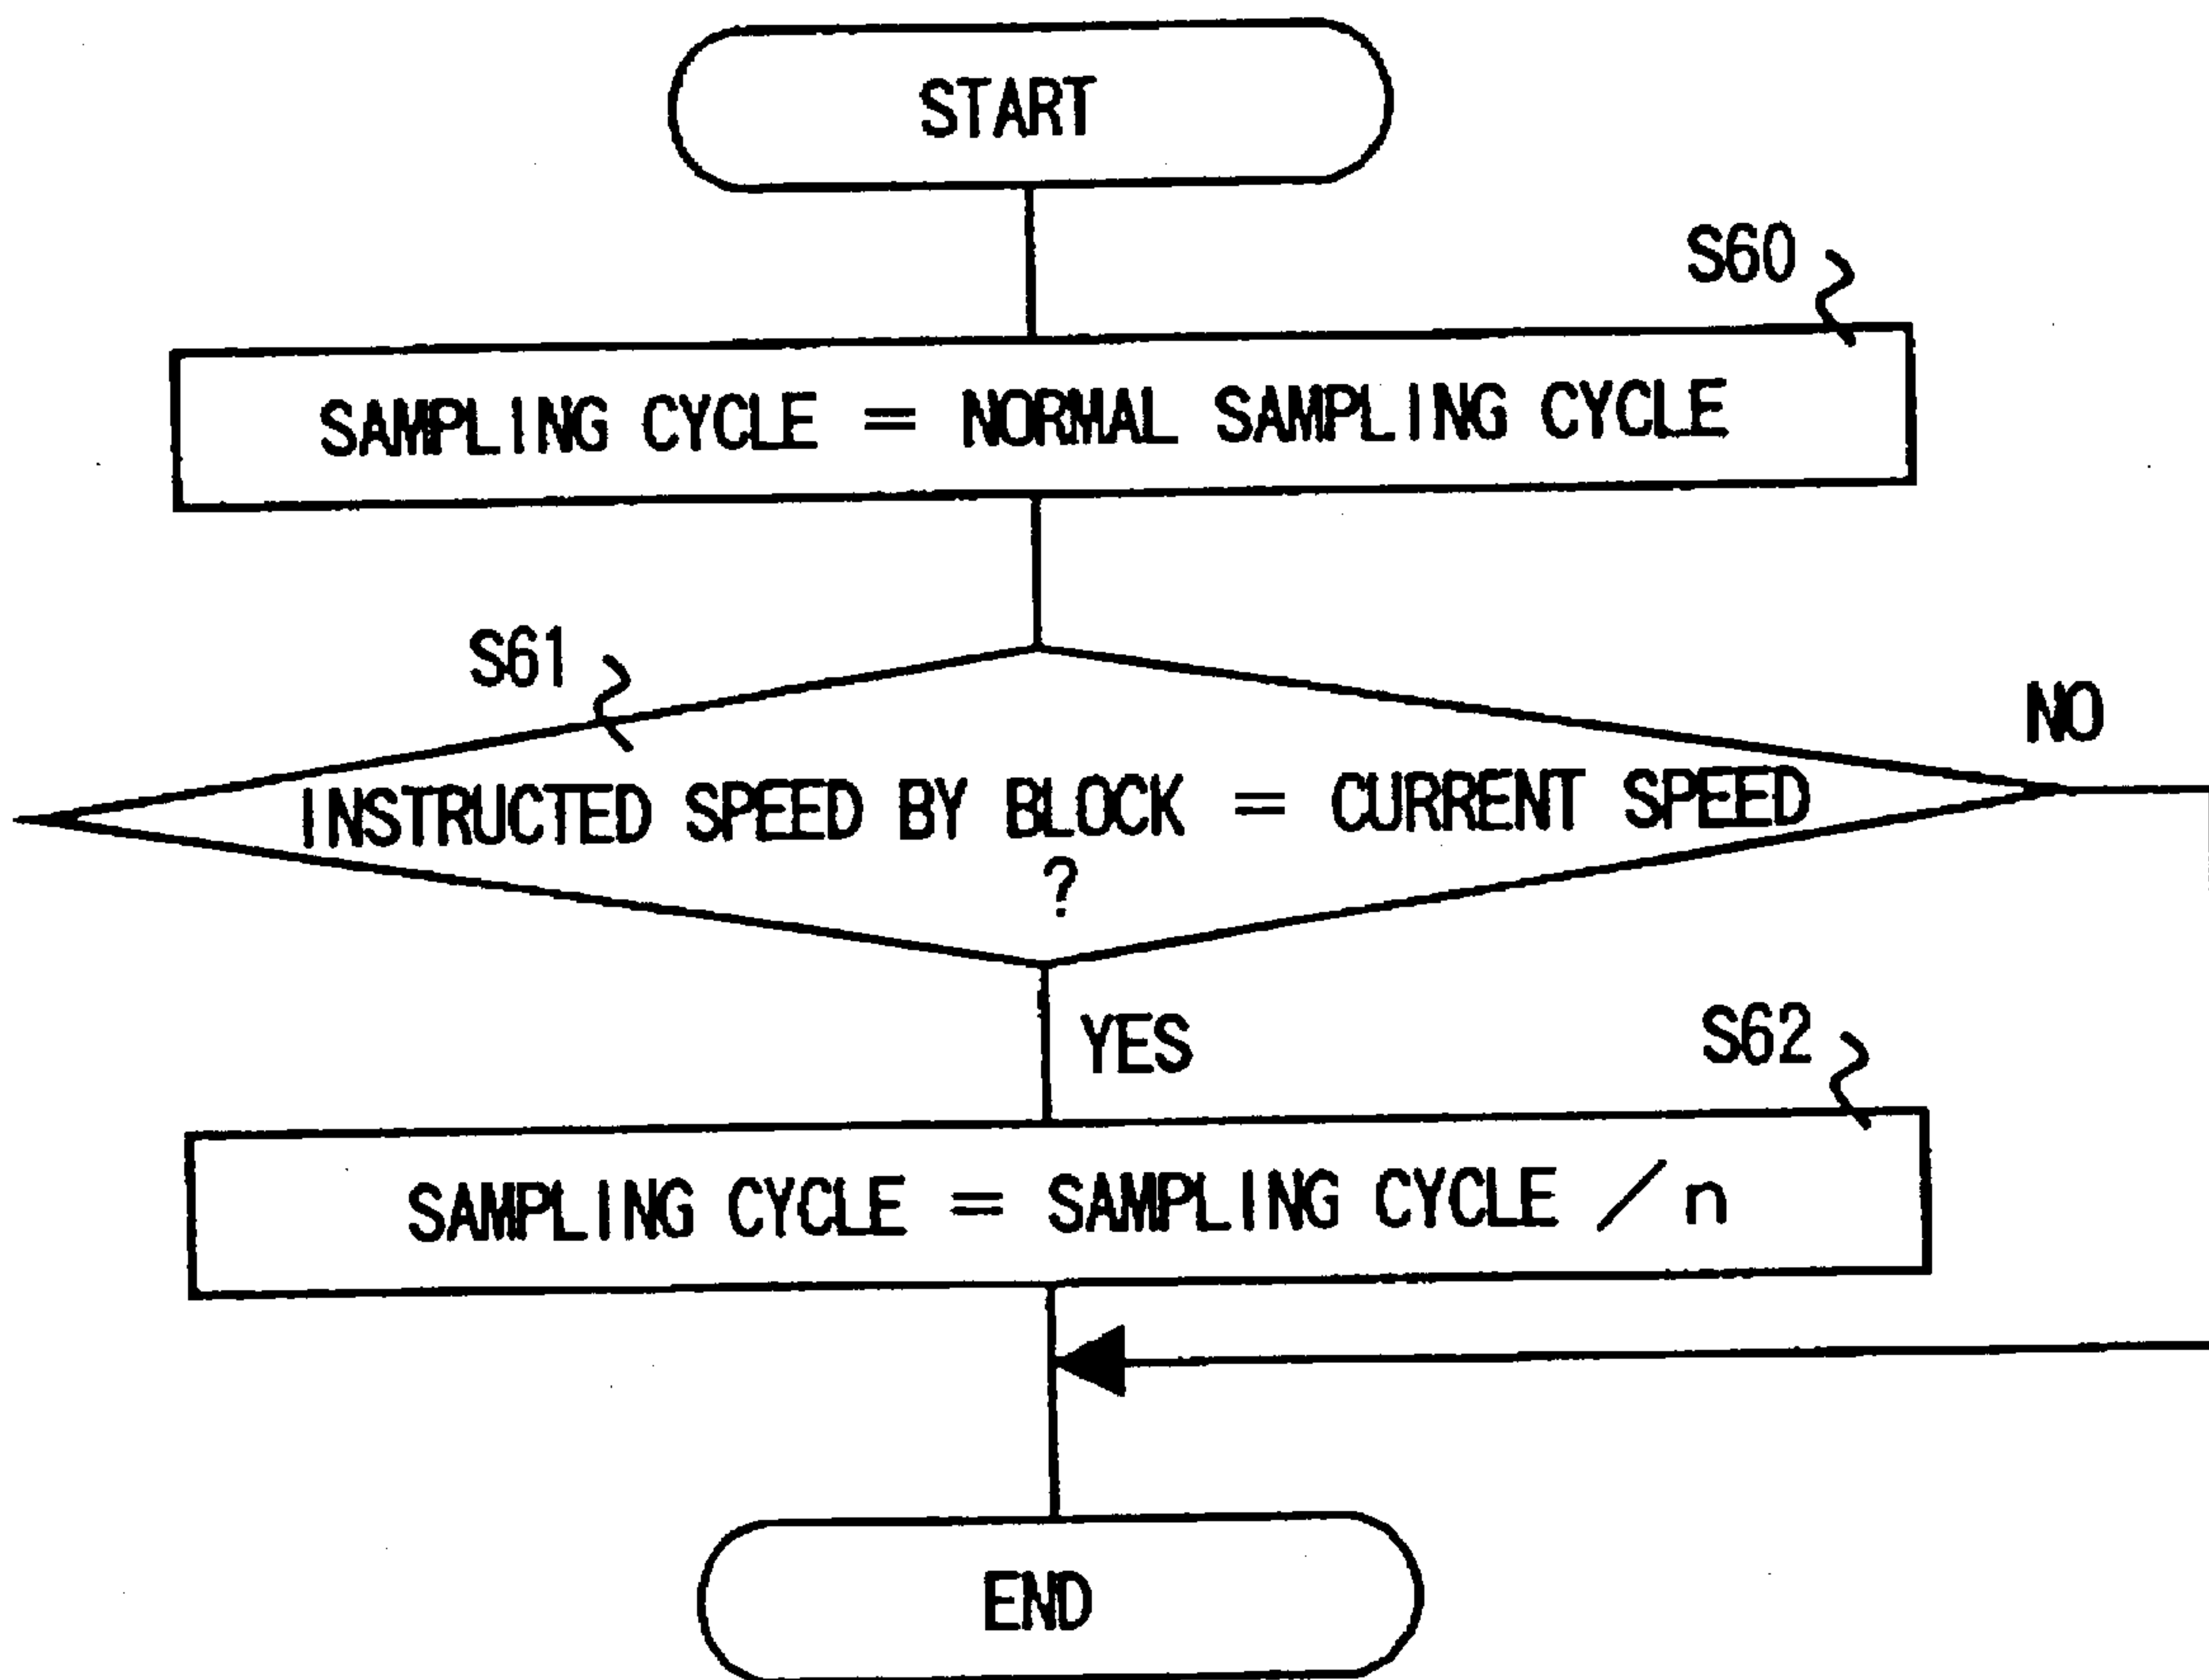 START
S60
SAMPLING CYCLE = NORMAL SAMPLING CYCLE
S61
NO
INSTRUCTED SPEED BY BLOCK = CURRENT SPEED
?
YES
S62
SAMPLING CYCLE = SAMPLING CYCLE / n
END